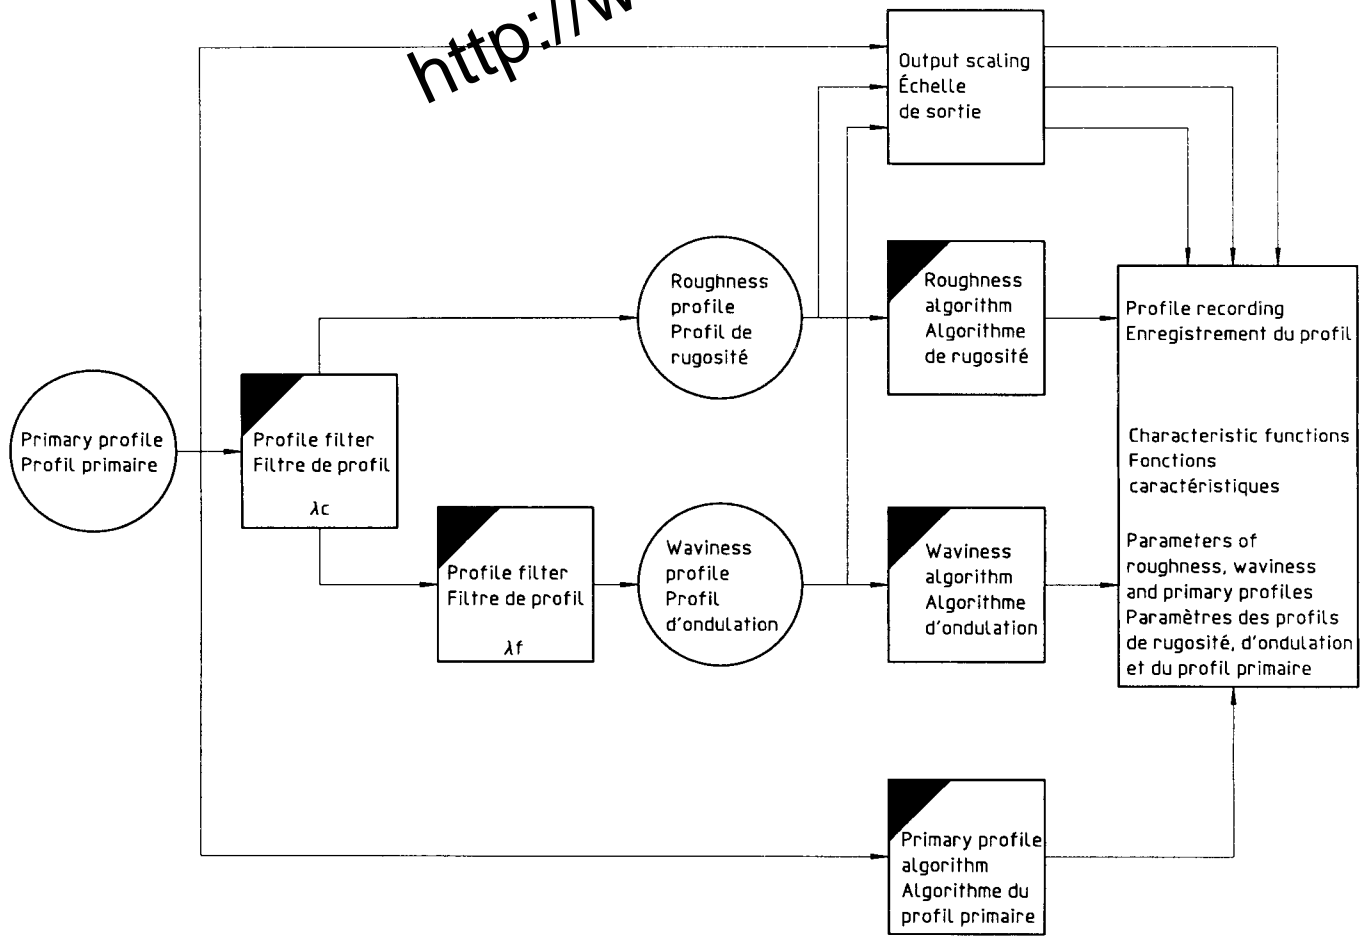 http://w
Output scaling
Échelle
de sortie
Roughness
profile
Profil de
rugosité
Roughness
algorithm
Algorithme
de rugosité
Profile recording
Enregistrement du profil
Primary profile
Profil primaire
Profile filter
Filtre de profil
λc
Characteristic functions
Fonctions
caractéristiques
Profile filter
Filtre de profil
λf
Waviness
profile
Profil
d'ondulation
Waviness
algorithm
Algorithme
d'ondulation
Parameters of
roughness, waviness
and primary profiles
Paramètres des profils
de rugosité, d'ondulation
et du profil primaire
Primary profile
algorithm
Algorithme du
profil primaire